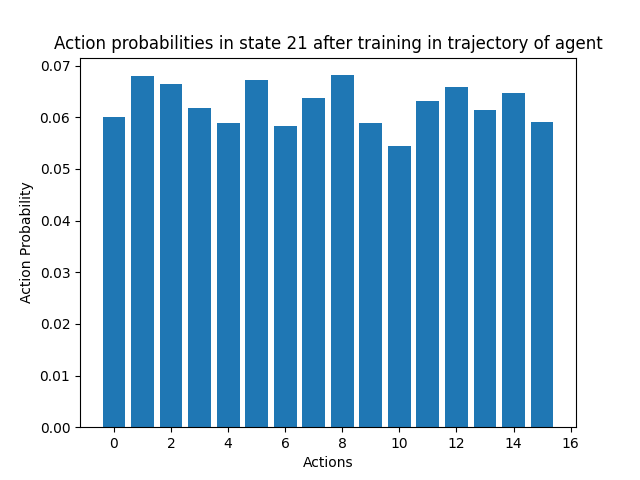 Action probabilities in state 21 after training in trajectory of agent
0.07
0.06
0.05
0.04
0.03
0.02
0.01
0.00
Action Probability
0 2 4 6 8 10 12 14 16
Actions